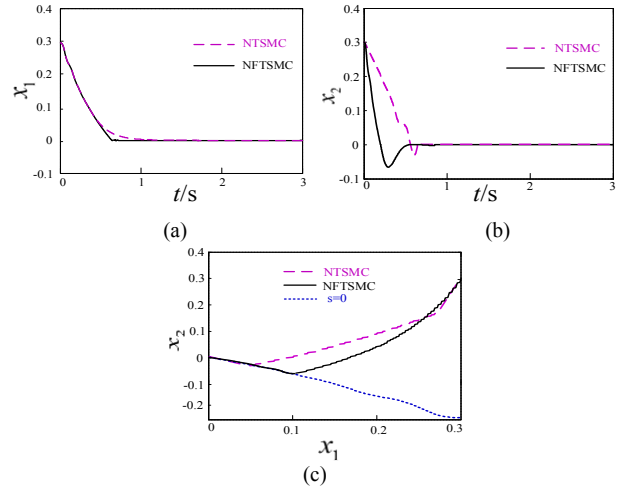 0.4
0.3
0.2
0.1
0
-0.1
x1
NTSMC
NFTSMC
0
1
2
3
t/s
(a)
0.4
0.3
0.2
0.1
0
-0.1
x2
NTSMC
NFTSMC
0
1
2
3
t/s
(b)
0.4
0.3
0.2
0.1
0
-0.1
-0.2
x2
NTSMC
NFTSMC
s=0
0
0.1
0.2
0.3
x1
(c)